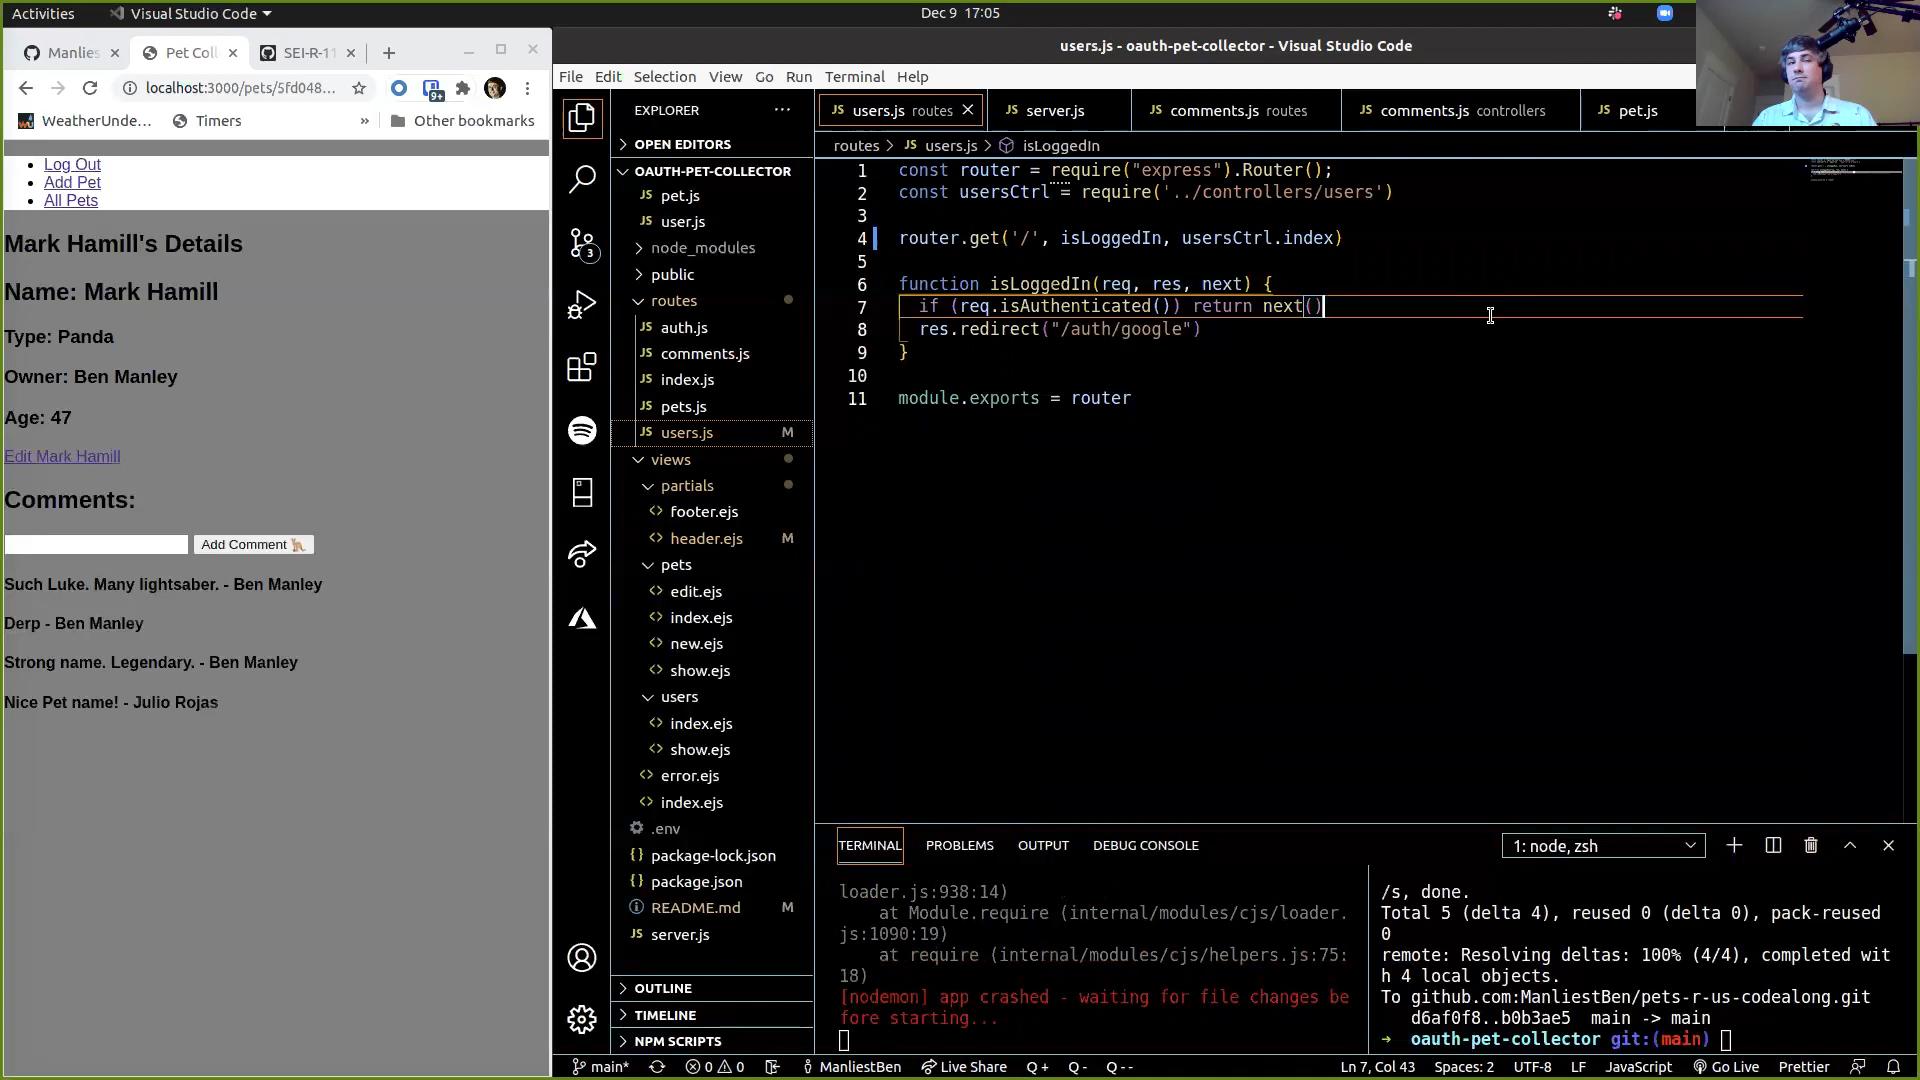 Activities
Visual Studio Code
Dec 9 17:05
Manlies
Pet Coll
SEI-R-11
localhost:3000/pets/5fd048...
9+
WeatherUnde...
Timers
»
Other bookmarks
Log Out
Add Pet
All Pets
Mark Hamill's Details
Name: Mark Hamill
Type: Panda
Owner: Ben Manley
Age: 47
Edit Mark Hamill
Comments:
Add Comment
Such Luke. Many lightsaber. - Ben Manley
Derp - Ben Manley
Strong name. Legendary. - Ben Manley
Nice Pet name! - Julio Rojas
users.js - oauth-pet-collector - Visual Studio Code
File Edit Selection View Go Run Terminal Help
EXPLORER
OPEN EDITORS
OAUTH-PET-COLLECTOR
JS pet.js
JS user.js
node_modules
public
routes
JS auth.js
JS comments.js
JS index.js
JS pets.js
JS users.js M
views
partials
<> footer.ejs
<> header.ejs M
pets
<> edit.ejs
<> index.ejs
<> new.ejs
<> show.ejs
users
<> index.ejs
<> show.ejs
<> error.ejs
<> index.ejs
.env
{} package-lock.json
{} package.json
README.md M
JS server.js
OUTLINE
TIMELINE
NPM SCRIPTS
3
JS users.js routes
JS server.js
JS comments.js routes
JS comments.js controllers
JS pet.js
routes > JS users.js > isLoggedIn
1 const router = require("express").Router();
2 const usersCtrl = require('../controllers/users')
3
4 router.get('/', isLoggedIn, usersCtrl.index)
5
6 function isLoggedIn(req, res, next) {
7 if (req.isAuthenticated()) return next()
8 res.redirect("/auth/google")
9 }
10
11 module.exports = router
TERMINAL PROBLEMS OUTPUT DEBUG CONSOLE
1: node, zsh
loader.js:938:14)
at Module.require (internal/modules/cjs/loader.
js:1090:19)
at require (internal/modules/cjs/helpers.js:75:
18)
[nodemon] app crashed - waiting for file changes be
fore starting...
/s, done.
Total 5 (delta 4), reused 0 (delta 0), pack-reused
0
remote: Resolving deltas: 100% (4/4), completed wit
h 4 local objects.
To github.com:ManliestBen/pets-r-us-codealong.git
d6af0f8..b0b3ae5 main -> main
→ oauth-pet-collector git:(main)
main* 0 0 ManliestBen Live Share Q+ Q- Q-- Ln 7, Col 43 Spaces: 2 UTF-8 LF JavaScript Go Live Prettier